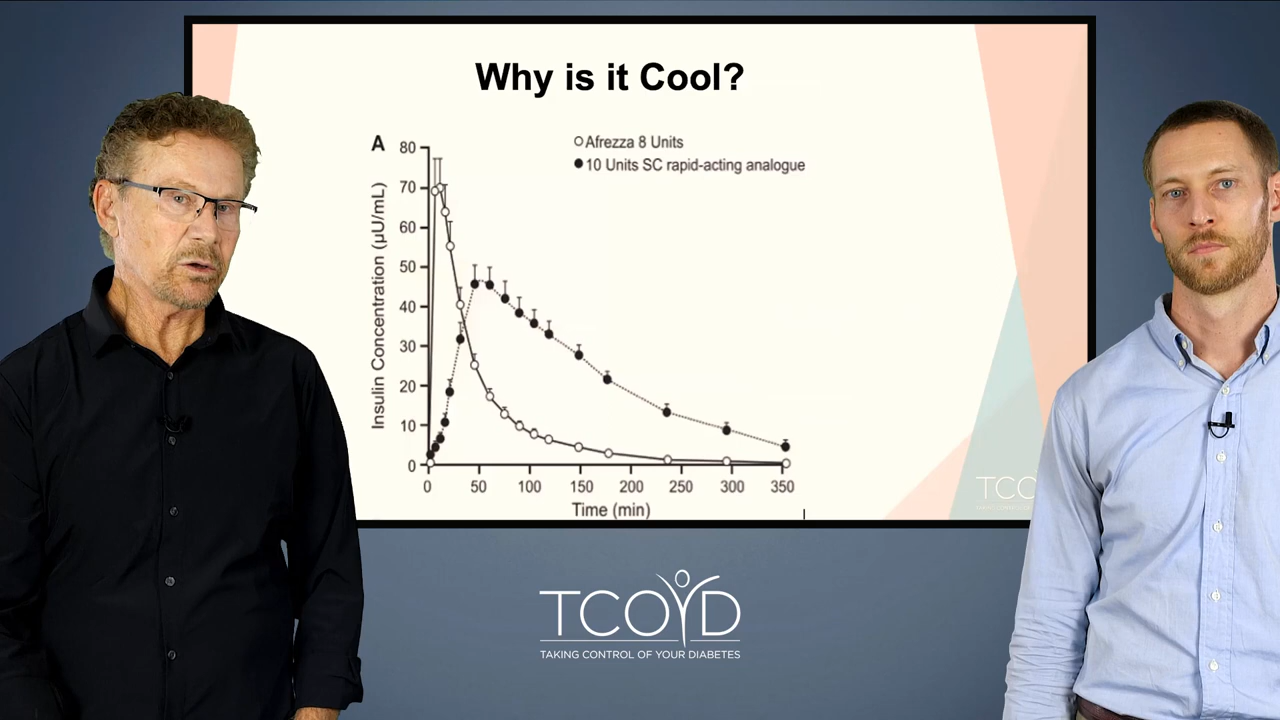 Why is it Cool?
A
Afrezza 8 Units
10 Units SC rapid-acting analogue
80
70
60
50
40
30
20
10
0
Insulin Concentration (µU/mL)
0 50 100 150 200 250 300 350
Time (min)
TCO
TCOYD
TAKING CONTROL OF YOUR DIABETES